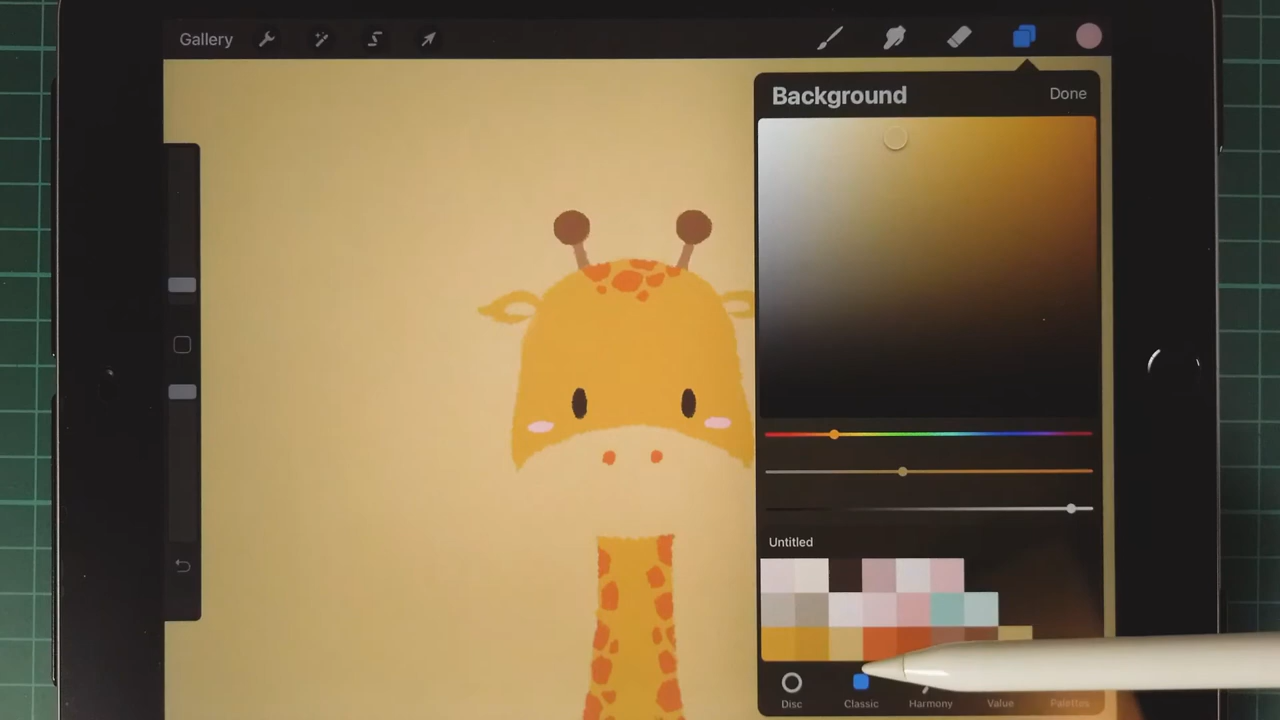 Gallery
Background
Done
Untitled
Disc
Classic
Harmony
Value
Palettes